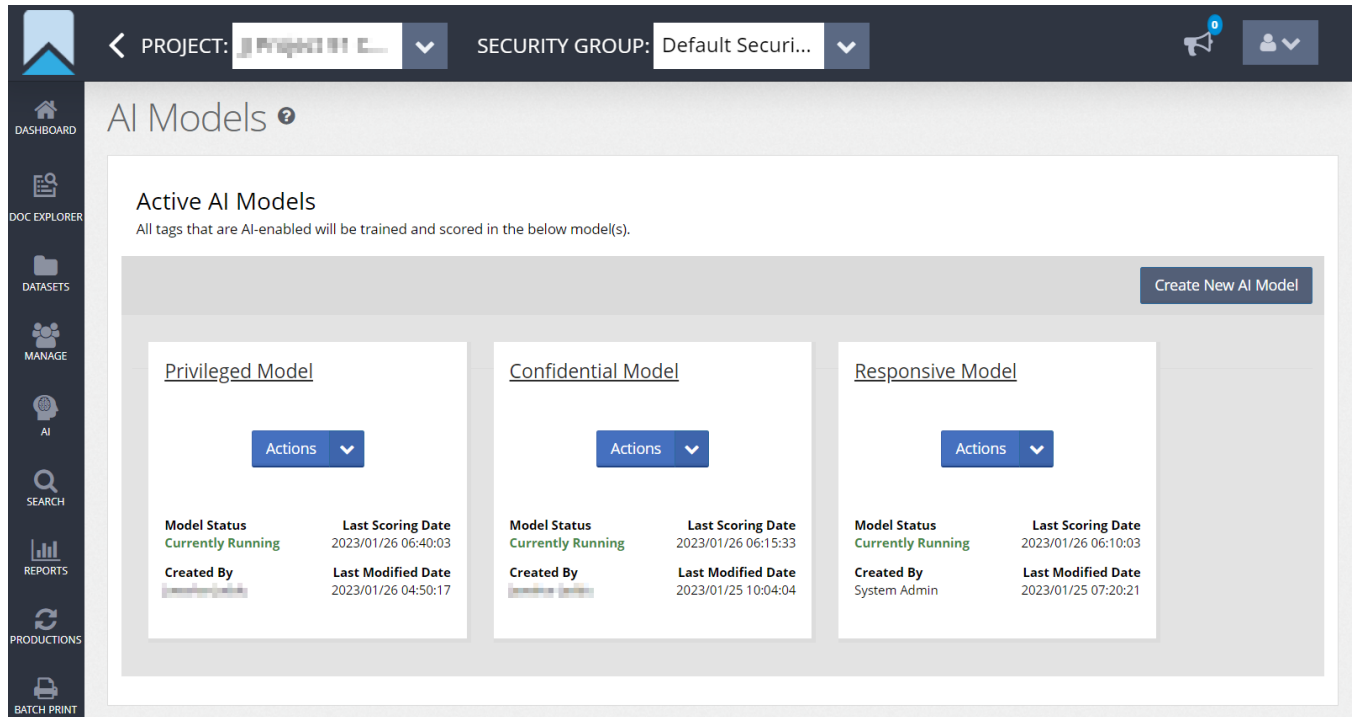 PROJECT:
SECURITY GROUP: Default Securi...
0
DASHBOARD
DOC EXPLORER
DATASETS
MANAGE
AI
SEARCH
REPORTS
PRODUCTIONS
BATCH PRINT
AI Models ?
Active AI Models
All tags that are AI-enabled will be trained and scored in the below model(s).
Create New AI Model
Privileged Model
Actions
Model Status Last Scoring Date
Currently Running 2023/01/26 06:40:03
Created By Last Modified Date
2023/01/26 04:50:17
Confidential Model
Actions
Model Status Last Scoring Date
Currently Running 2023/01/26 06:15:33
Created By Last Modified Date
2023/01/25 10:04:04
Responsive Model
Actions
Model Status Last Scoring Date
Currently Running 2023/01/26 06:10:03
Created By Last Modified Date
System Admin 2023/01/25 07:20:21